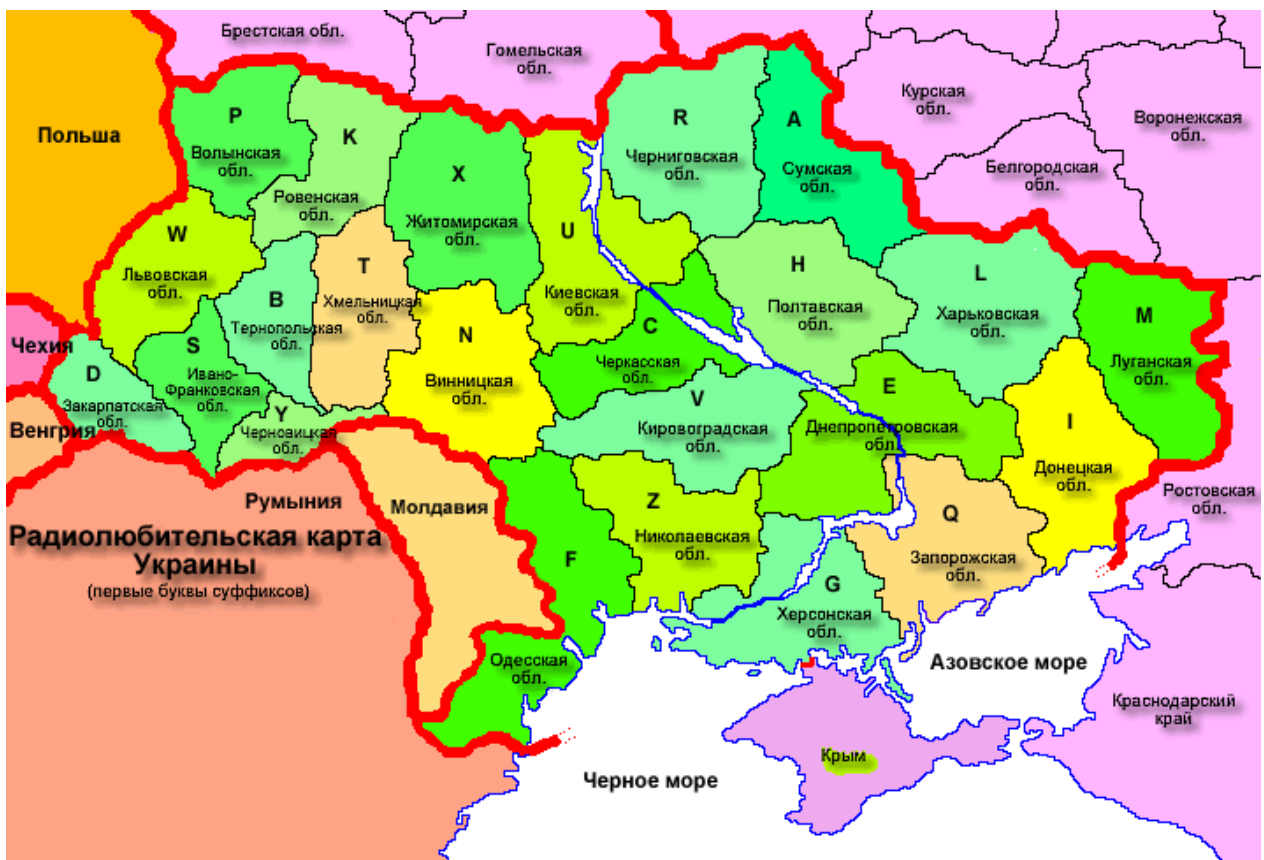 Брестская обл.
Гомельская
обл.
Курская
обл.
Воронежская
обл.
Белгородская
обл.
Польша
P
Волынская
обл.
K
Ровенская
обл.
X
Житомирская
обл.
R
Черниговская
обл.
A
Сумская
обл.
W
Львовская
обл.
B
Тернопольская
обл.
T
Хмельницкая
обл.
U
Киевская
обл.
H
Полтавская
обл.
L
Харьковская
обл.
M
Луганская
обл.
Чехия
D
Закарпатская
обл.
S
Ивано-
Франковская
обл.
N
Винницкая
обл.
C
Черкасская
обл.
E
Днепропетровская
обл.
Венгрия
Y
Черновицкая
обл.
V
Кировоградская
обл.
I
Донецкая
обл.
Румыния
Молдавия
Z
Николаевская
обл.
Q
Запорожская
обл.
Ростовская
обл.
Радиолюбительская карта
Украины
(первые буквы суффиксов)
F
Одесская
обл.
G
Херсонская
обл.
Азовское море
Краснодарский
край
Крым
Черное море